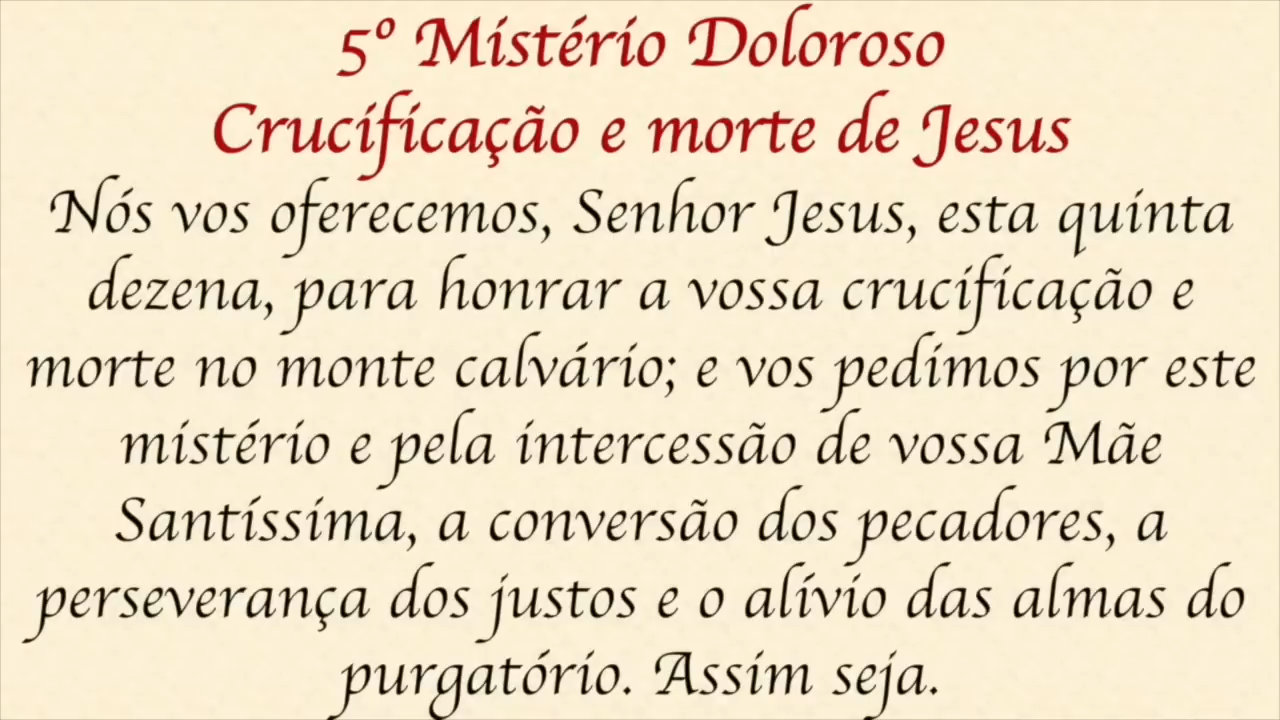 5º Mistério Doloroso
Crucificação e morte de Jesus
Nós vos oferecemos, Senhor Jesus, esta quinta
dezena, para honrar a vossa crucificação e
morte no monte calvário; e vos pedimos por este
mistério e pela intercessão de vossa Mãe
Santíssima, a conversão dos pecadores, a
perseverança dos justos e o alívio das almas do
purgatório. Assim seja.